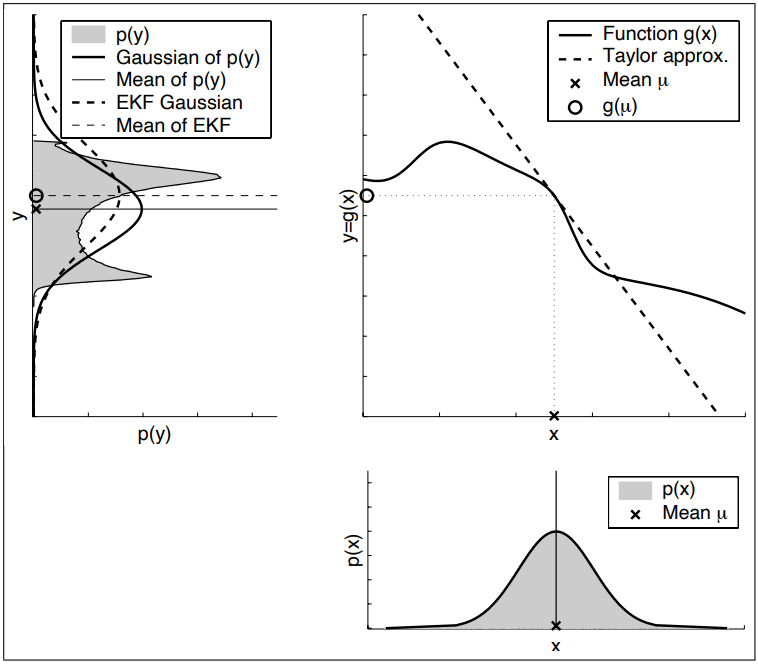 p(y)
Gaussian of p(y)
Mean of p(y)
EKF Gaussian
Mean of EKF
y
p(y)
Function g(x)
Taylor approx.
Mean μ
g(μ)
y=g(x)
x
p(x)
Mean μ
p(x)
x